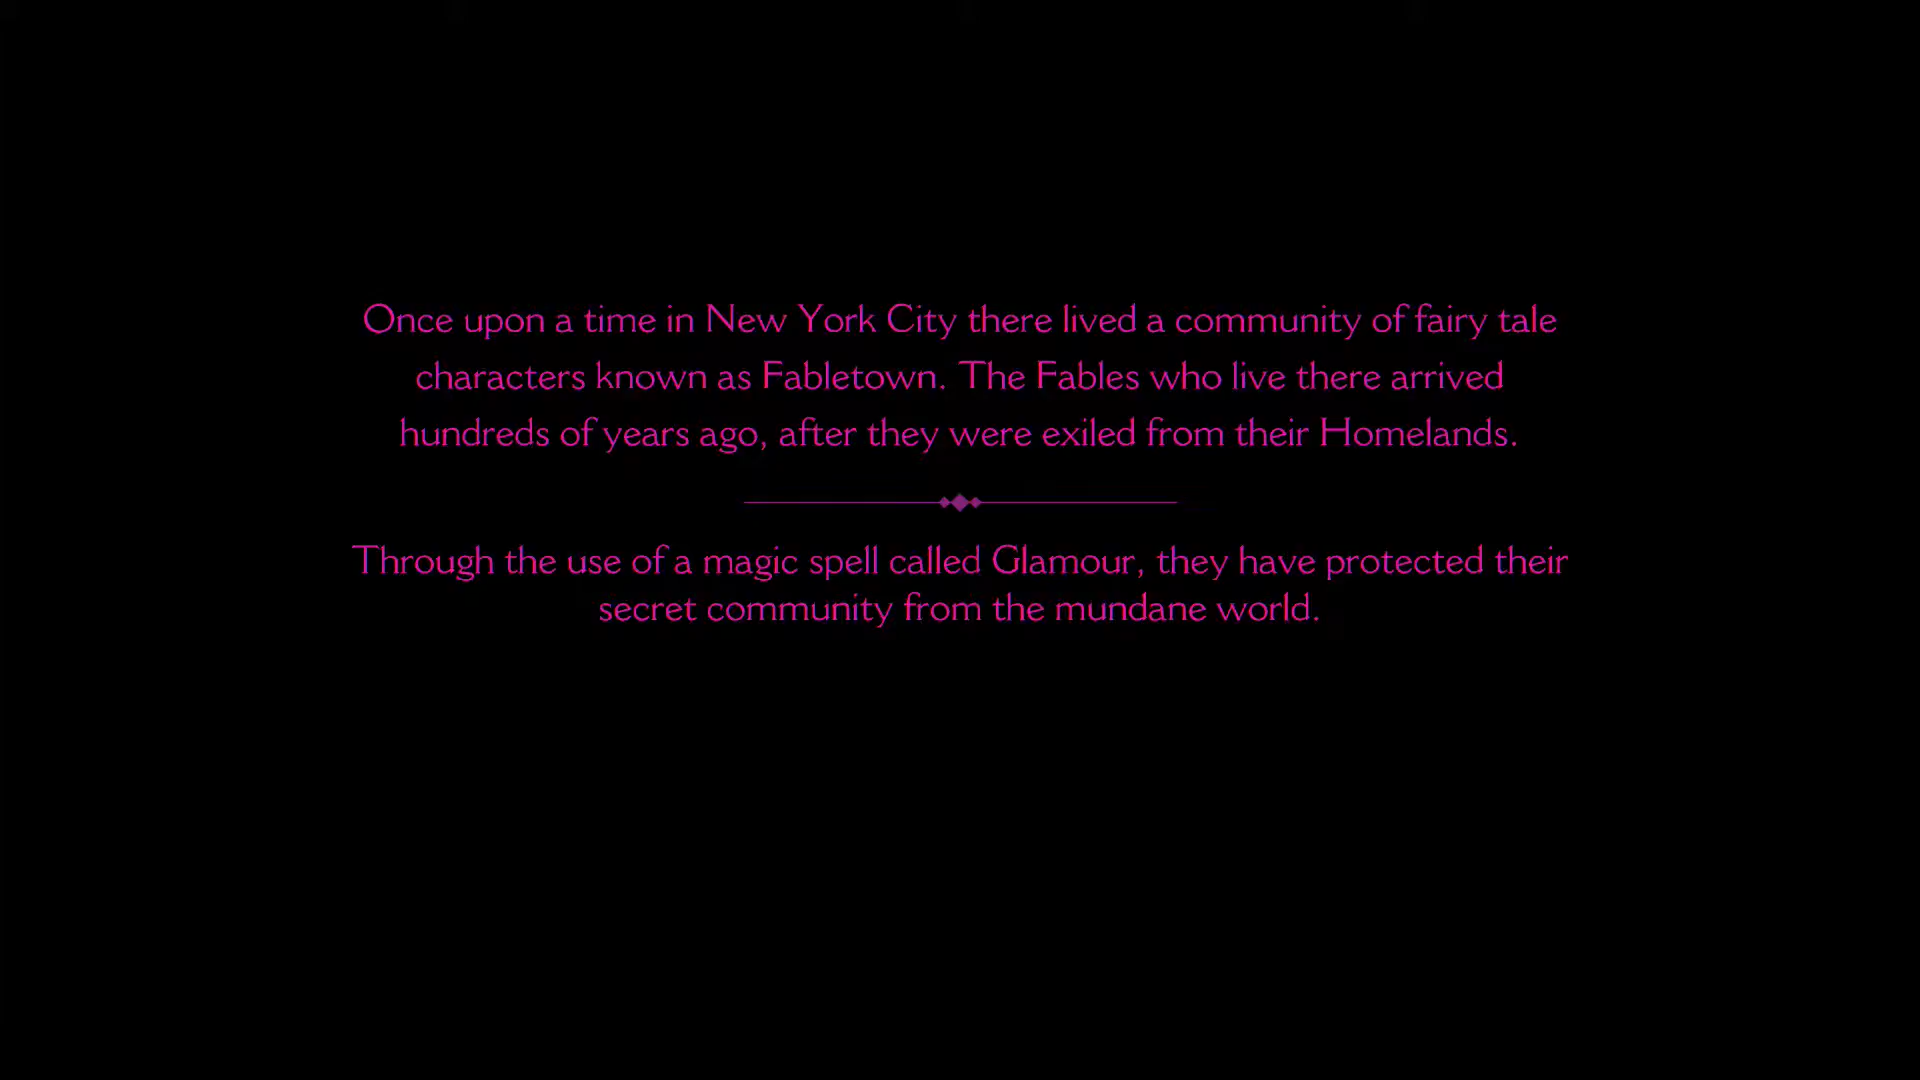 Once upon a time in New York City there lived a community of fairy tale
characters known as Fabletown. The Fables who live there arrived
hundreds of years ago, after they were exiled from their Homelands.
Through the use of a magic spell called Glamour, they have protected their
secret community from the mundane world.